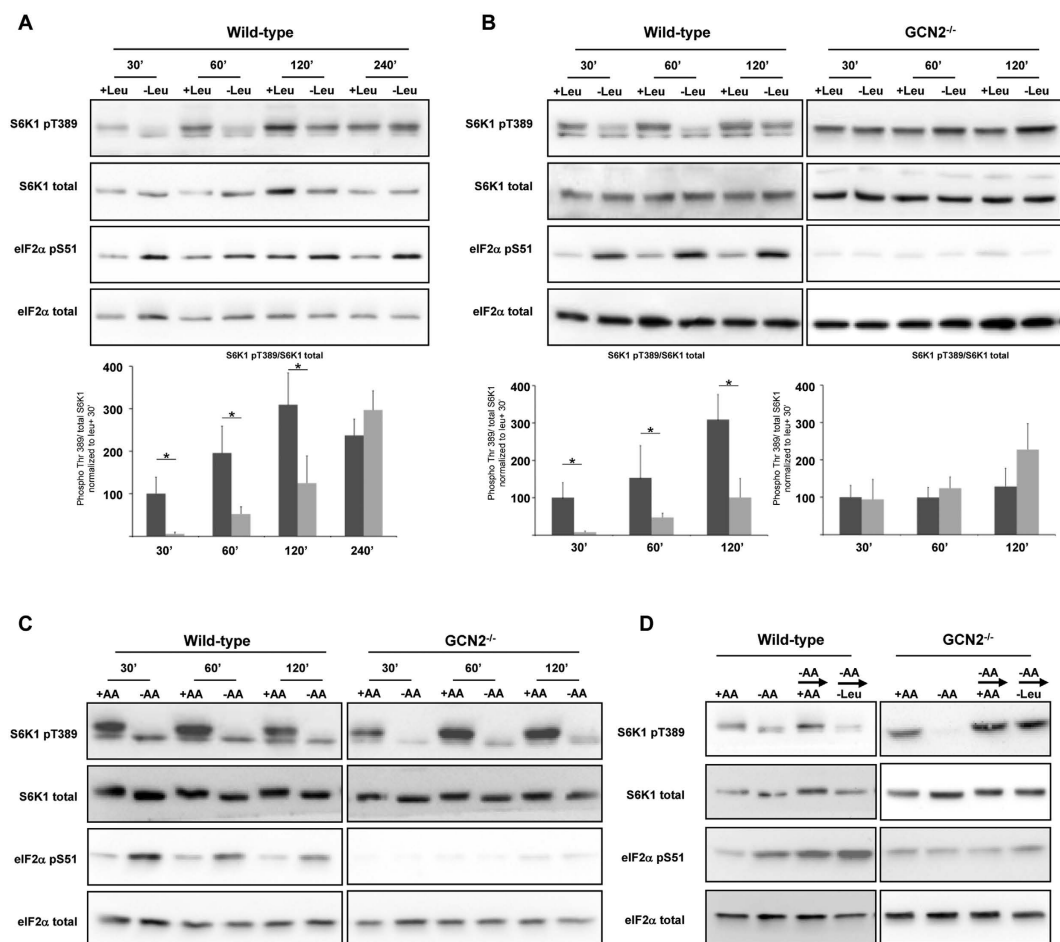 A
Wild-type
30’ 60’ 120’ 240’
+Leu -Leu +Leu -Leu +Leu -Leu +Leu -Leu
S6K1 pT389
S6K1 total
eIF2α pS51
eIF2α total
S6K1 pT389/S6K1 total
Phospho Thr 389/ total S6K1
normalized to leu+ 30'
400
300
200
100
* * *
30’ 60’ 120’ 240’
B
Wild-type GCN2-/-
30’ 60’ 120’ 30’ 60’ 120’
+Leu -Leu +Leu -Leu +Leu -Leu +Leu -Leu +Leu -Leu +Leu -Leu
S6K1 pT389
S6K1 total
eIF2α pS51
eIF2α total
S6K1 pT389/S6K1 total S6K1 pT389/S6K1 total
Phospho Thr 389/ total S6K1
normalized to leu+ 30'
400
300
200
100
* * *
30’ 60’ 120’
Phospho Thr 389/ total S6K1
normalized to leu+ 30'
400
300
200
100
30’ 60’ 120’
C
Wild-type GCN2-/-
30’ 60’ 120’ 30’ 60’ 120’
+AA -AA +AA -AA +AA -AA +AA -AA +AA -AA +AA -AA
S6K1 pT389
S6K1 total
eIF2α pS51
eIF2α total
D
Wild-type GCN2-/-
-AA -AA -AA -AA
+AA -AA +AA -Leu +AA -AA +AA -Leu
S6K1 pT389
S6K1 total
eIF2α pS51
eIF2α total